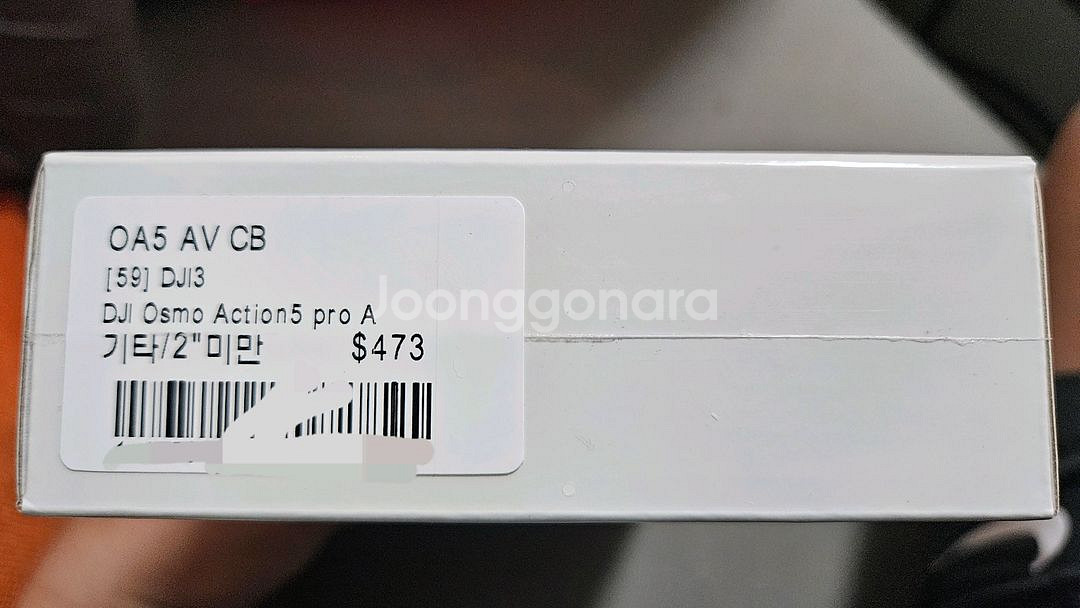 OA5 AV CB
[59] DJI3
DJI Osmo Action5 pro A
기타/2"미만 $473
Joonggonara